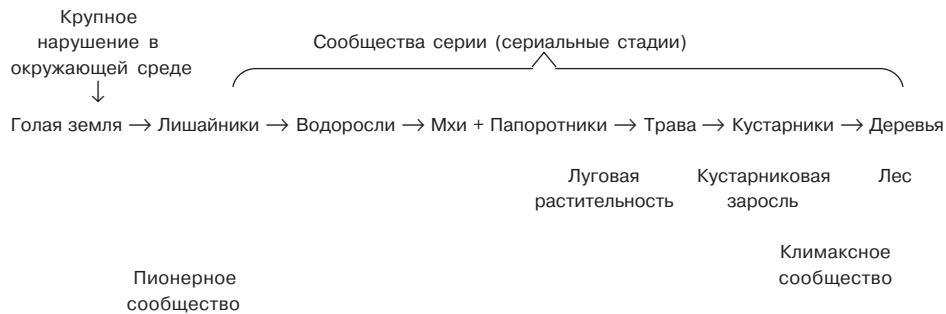 Крупное
нарушение в
окружающей среде
Сообщества серии (сериальные стадии)
Голая земля → Лишайники → Водоросли → Мхи + Папоротники → Трава → Кустарники → Деревья
Луговая
растительность
Кустарниковая
заросль
Лес
Пионерное
сообщество
Климаксное
сообщество